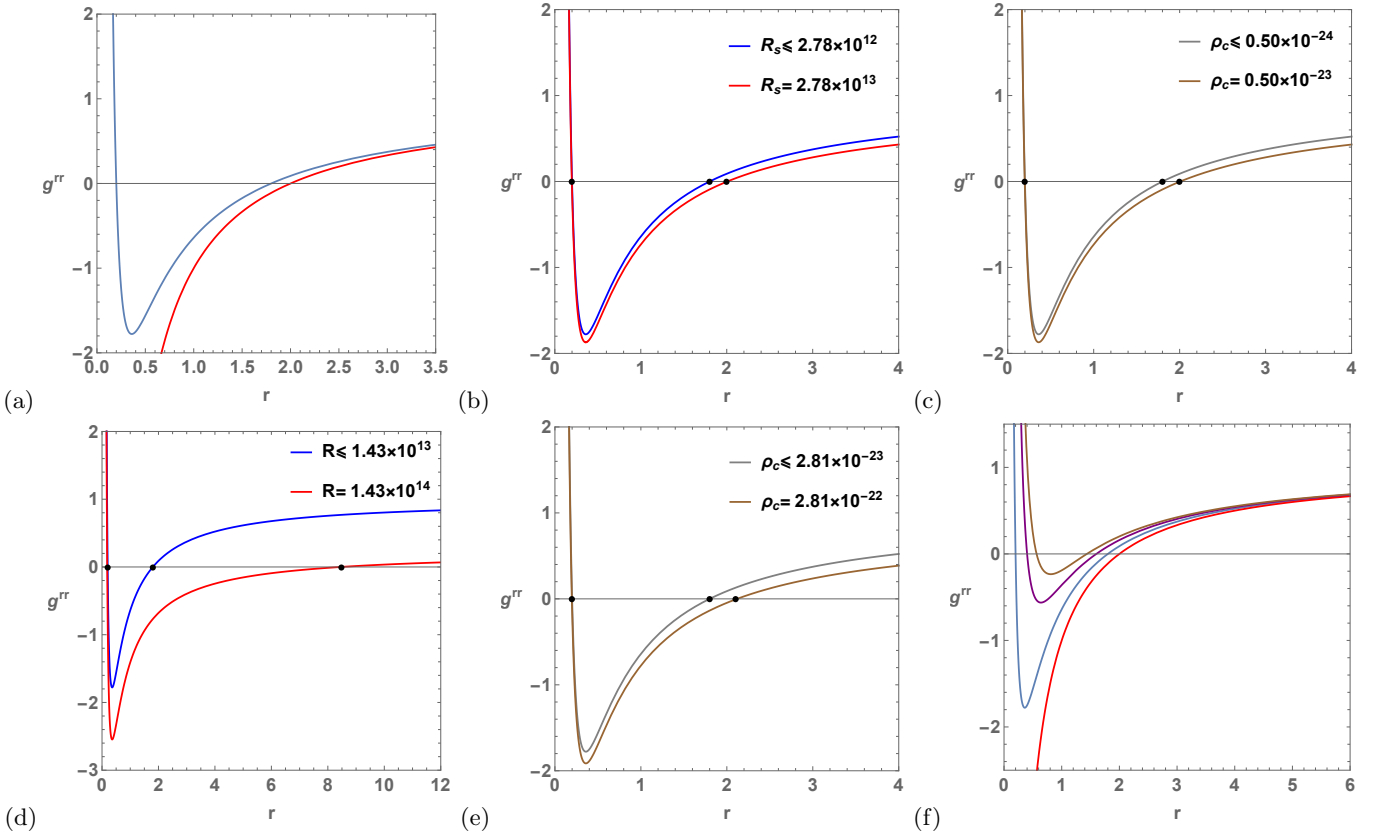 2
1
0
−1
−2
g^rr
0.0 0.5 1.0 1.5 2.0 2.5 3.0 3.5
r
(a)
2
1
0
−1
−2
g^rr
R_s ⩽ 2.78×10^12
R_s = 2.78×10^13
0 1 2 3 4
r
(b)
2
1
0
−1
−2
g^rr
ρ_c ⩽ 0.50×10^−24
ρ_c = 0.50×10^−23
0 1 2 3 4
r
(c)
2
1
0
−1
−2
−3
g^rr
R ⩽ 1.43×10^13
R = 1.43×10^14
0 2 4 6 8 10 12
r
(d)
2
1
0
−1
−2
g^rr
ρ_c ⩽ 2.81×10^−23
ρ_c = 2.81×10^−22
0 1 2 3 4
r
(e)
1
0
−1
−2
g^rr
0 1 2 3 4 5 6
r
(f)